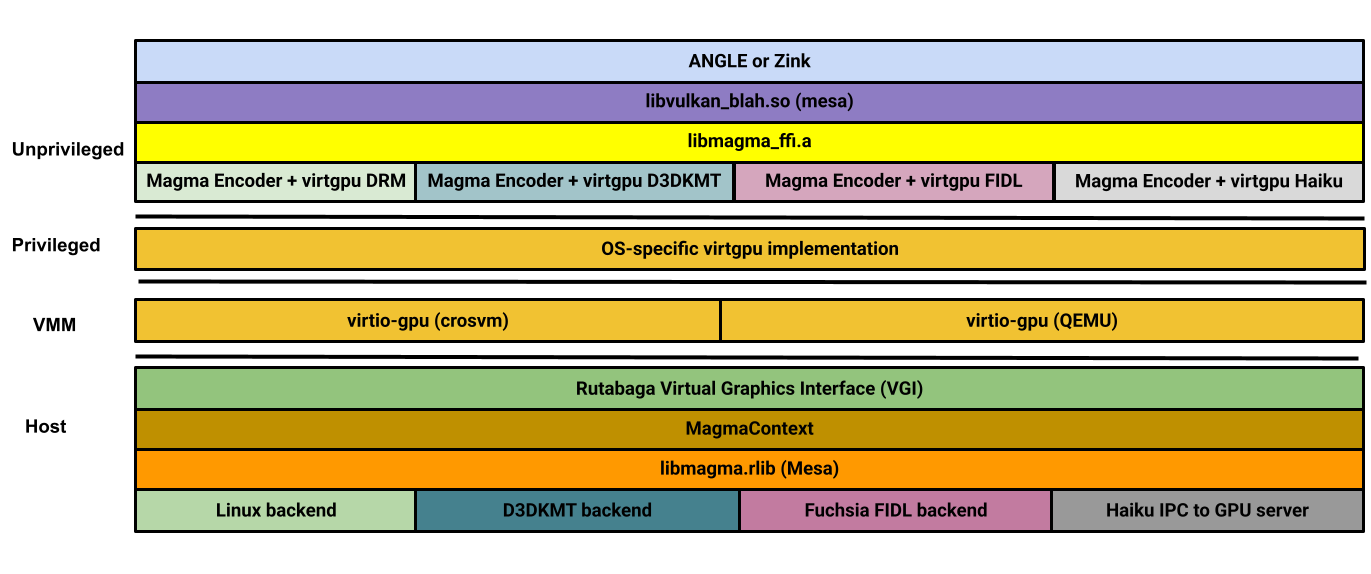 ANGLE or Zink
libvulkan_blah.so (mesa)
Unprivileged
libmagma_ffi.a
Magma Encoder + virtgpu DRM
Magma Encoder + virtgpu D3DKMT
Magma Encoder + virtgpu FIDL
Magma Encoder + virtgpu Haiku
Privileged
OS-specific virtgpu implementation
VMM
virtio-gpu (crosvm)
virtio-gpu (QEMU)
Host
Rutabaga Virtual Graphics Interface (VGI)
MagmaContext
libmagma.rlib (Mesa)
Linux backend
D3DKMT backend
Fuchsia FIDL backend
Haiku IPC to GPU server